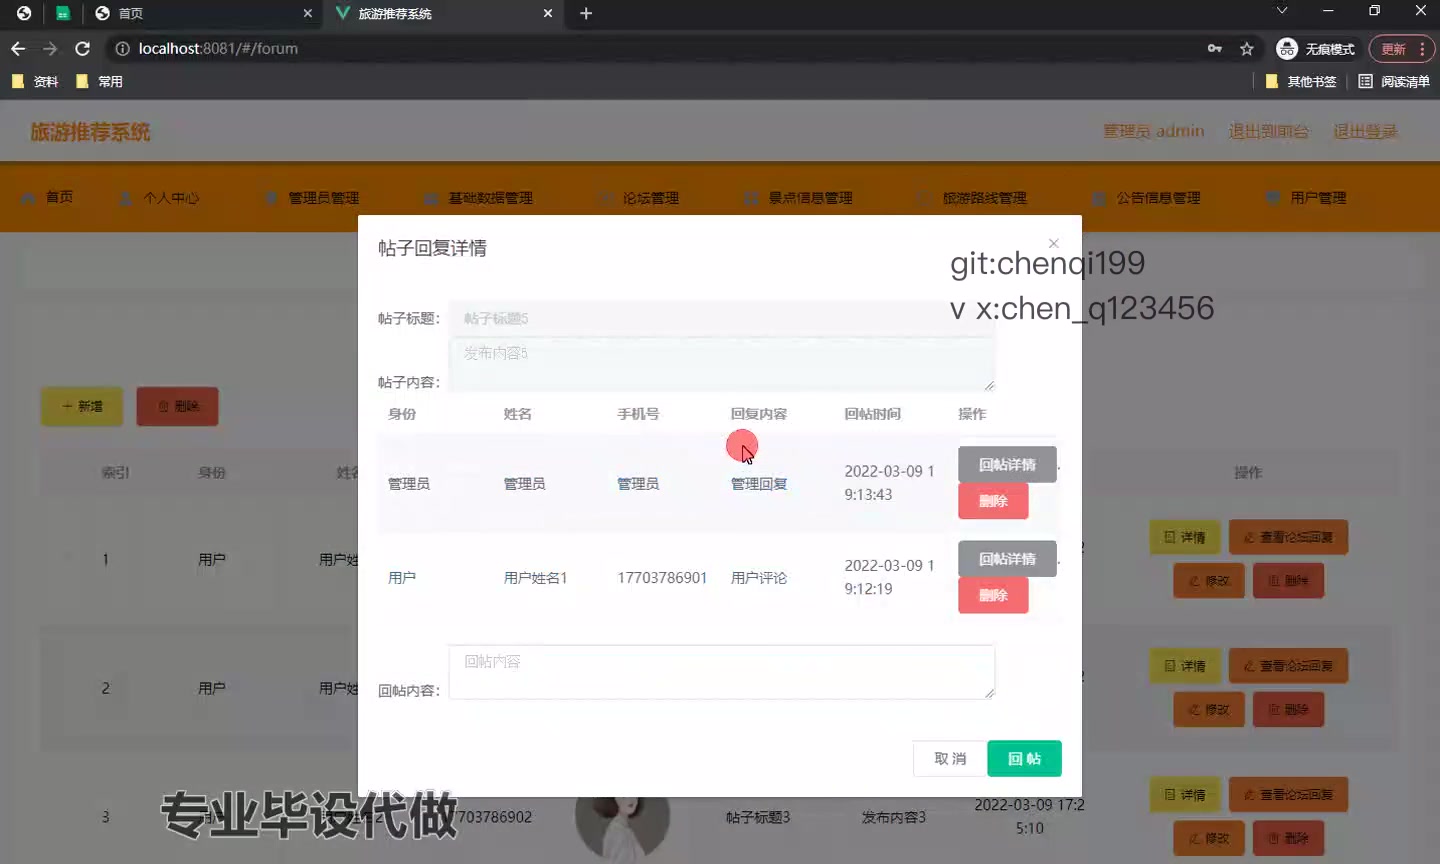 首页
旅游推荐系统
localhost:8081/#/forum
无痕模式
更新
资料
常用
其他书签
阅读清单
旅游推荐系统
管理员 admin
退出到前台
退出登录
首页
个人中心
管理员管理
基础数据管理
论坛管理
景点信息管理
旅游路线管理
公告信息管理
用户管理
帖子回复详情
git:chenqi199
v x:chen_q123456
帖子标题:
帖子标题5
发布内容5
帖子内容:
新增
删除
身份
姓名
手机号
回复内容
回帖时间
操作
索引
身份
姓名
操作
管理员
管理员
管理员
管理回复
2022-03-09 1
9:13:43
回帖详情
删除
1
用户
用户姓
详情
查看论坛回复
修改
删除
用户
用户姓名1
17703786901
用户评论
2022-03-09 1
9:12:19
回帖详情
删除
2
用户
用户姓
详情
查看论坛回复
修改
删除
回帖内容
回帖内容:
取 消
回 帖
3
用户
17703786902
帖子标题3
发布内容3
2022-03-09 17:2
5:10
详情
查看论坛回复
修改
删除
专业毕设代做